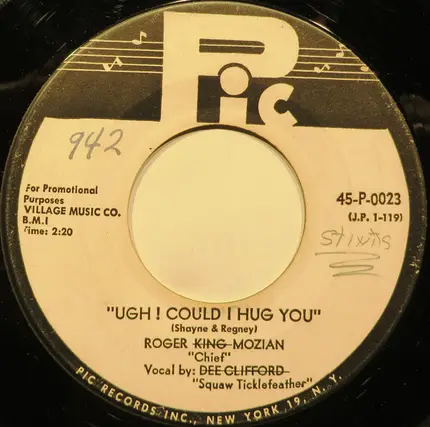 Pic
942
For Promotional
Purposes
VILLAGE MUSIC CO.
B.M.I
Time: 2:20
45-P-0023
(J.P. 1-119)
"UGH! COULD I HUG YOU"
(Shayne & Regney)
ROGER KING MOZIAN
"Chief"
Vocal by: DEE CLIFFORD
"Squaw Ticklefeather"
PIC RECORDS INC., NEW YORK 19, N. Y.